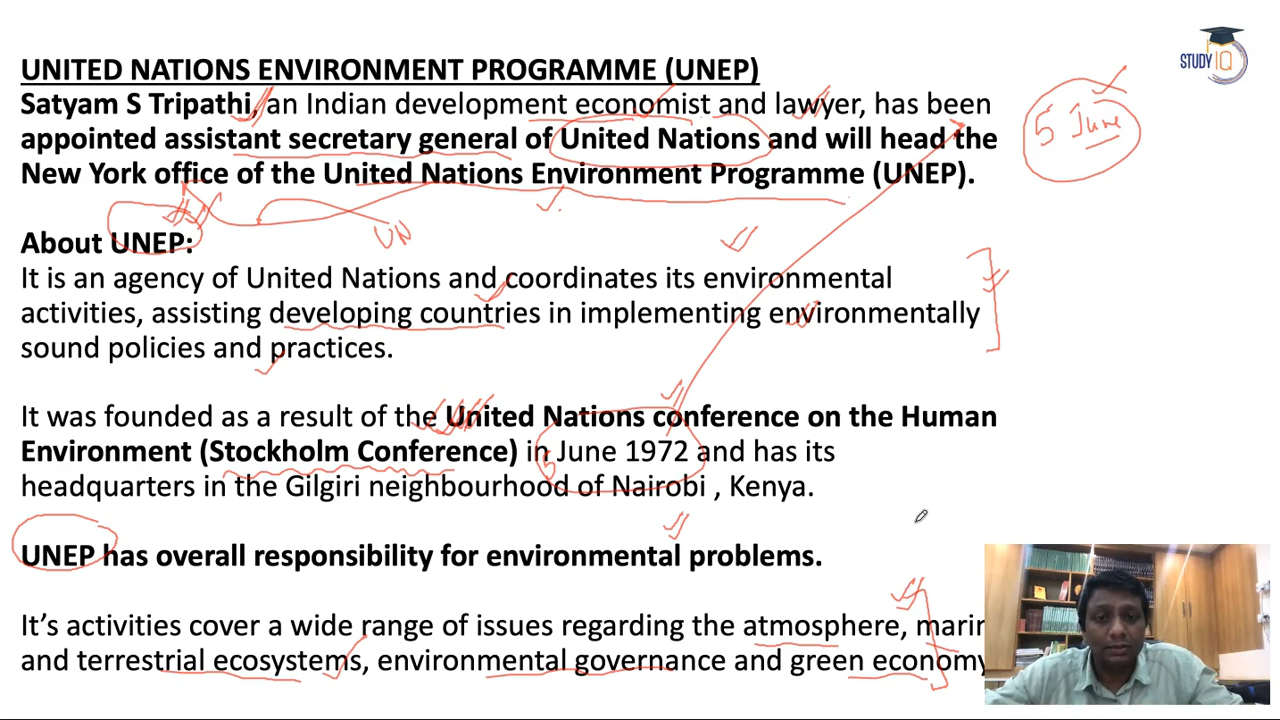 STUDY IQ
UNITED NATIONS ENVIRONMENT PROGRAMME (UNEP)
Satyam S Tripathi, an Indian development economist and lawyer, has been
appointed assistant secretary general of United Nations and will head the
New York office of the United Nations Environment Programme (UNEP).
5 June
UN
About UNEP:
It is an agency of United Nations and coordinates its environmental
activities, assisting developing countries in implementing environmentally
sound policies and practices.
It was founded as a result of the United Nations conference on the Human
Environment (Stockholm Conference) in June 1972 and has its
5
headquarters in the Gilgiri neighbourhood of Nairobi , Kenya.
UNEP has overall responsibility for environmental problems.
It's activities cover a wide range of issues regarding the atmosphere, marin
and terrestrial ecosystems, environmental governance and green economy